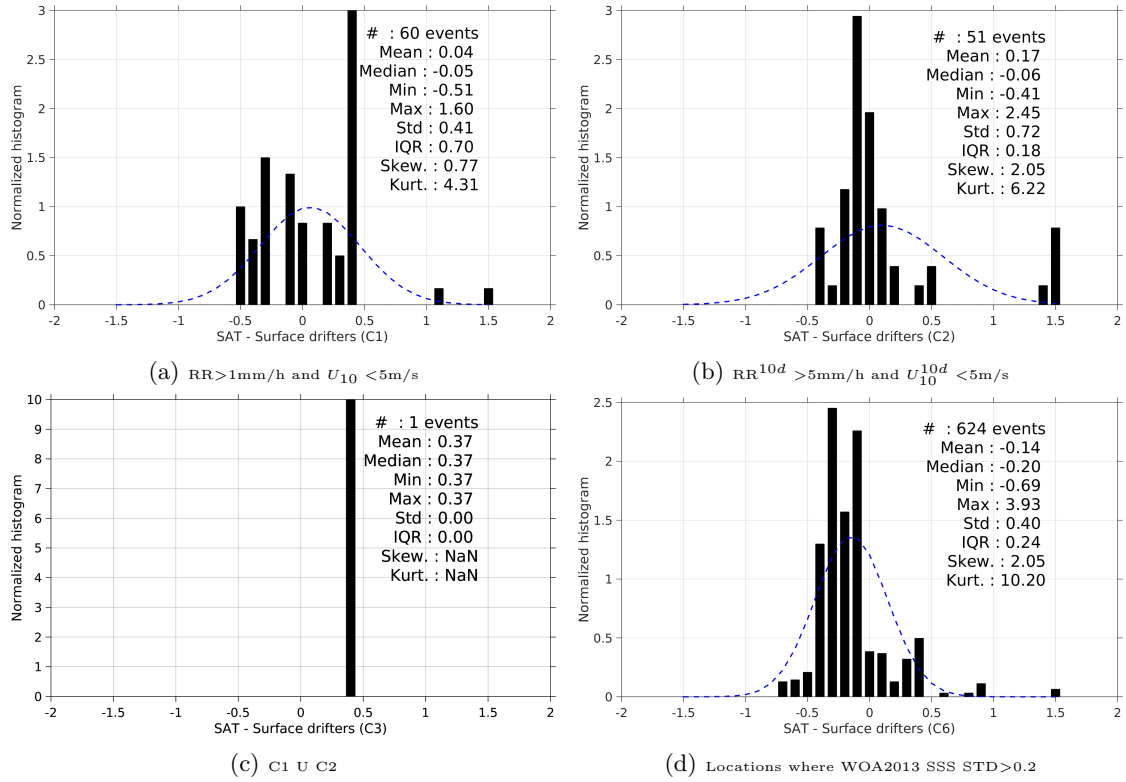 3
2.5
2
1.5
1
0.5
0
Normalized histogram
# : 60 events
Mean : 0.04
Median : -0.05
Min : -0.51
Max : 1.60
Std : 0.41
IQR : 0.70
Skew. : 0.77
Kurt. : 4.31
-2 -1.5 -1 -0.5 0 0.5 1 1.5 2
SAT - Surface drifters (C1)
(a) RR>1mm/h and U10 <5m/s
3
2.5
2
1.5
1
0.5
0
Normalized histogram
# : 51 events
Mean : 0.17
Median : -0.06
Min : -0.41
Max : 2.45
Std : 0.72
IQR : 0.18
Skew. : 2.05
Kurt. : 6.22
-2 -1.5 -1 -0.5 0 0.5 1 1.5 2
SAT - Surface drifters (C2)
(b) RR^10d >5mm/h and U_10^10d <5m/s
10
9
8
7
6
5
4
3
2
1
0
Normalized histogram
# : 1 events
Mean : 0.37
Median : 0.37
Min : 0.37
Max : 0.37
Std : 0.00
IQR : 0.00
Skew. : NaN
Kurt. : NaN
-2 -1.5 -1 -0.5 0 0.5 1 1.5 2
SAT - Surface drifters (C3)
(c) C1 U C2
2.5
2
1.5
1
0.5
0
Normalized histogram
# : 624 events
Mean : -0.14
Median : -0.20
Min : -0.69
Max : 3.93
Std : 0.40
IQR : 0.24
Skew. : 2.05
Kurt. : 10.20
-2 -1.5 -1 -0.5 0 0.5 1 1.5 2
SAT - Surface drifters (C6)
(d) Locations where WOA2013 SSS STD>0.2